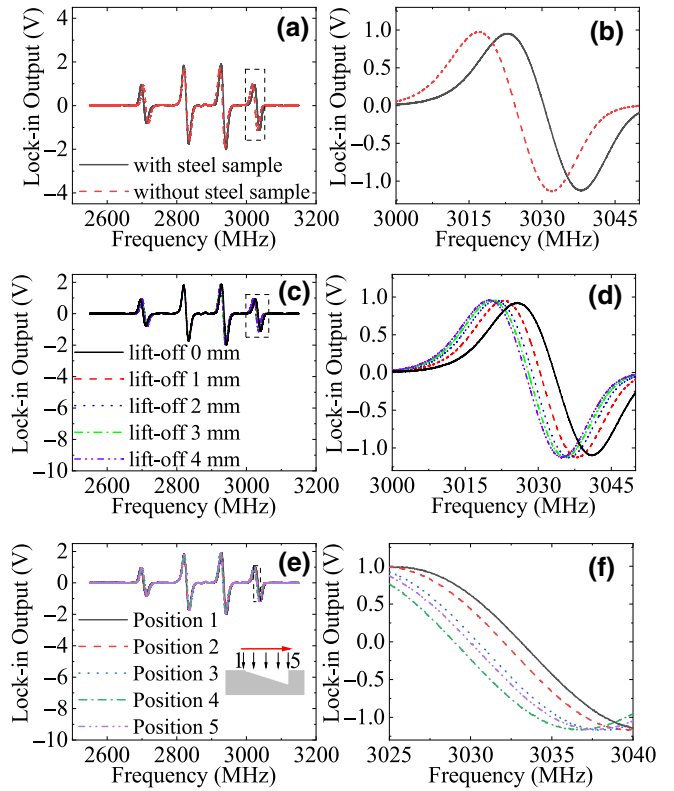 (a)
Lock-in Output (V)
4
2
0
−2
−4
with steel sample
without steel sample
2600 2800 3000 3200
Frequency (MHz)
(b)
Lock-in Output (V)
1.0
0.5
0.0
-0.5
-1.0
3000 3015 3030 3045
Frequency (MHz)
(c)
Lock-in Output (V)
2
0
−2
−4
−6
−8
−10
lift-off 0 mm
lift-off 1 mm
lift-off 2 mm
lift-off 3 mm
lift-off 4 mm
2600 2800 3000 3200
Frequency (MHz)
(d)
Lock-in Output (V)
1.0
0.5
0.0
-0.5
-1.0
3000 3015 3030 3045
Frequency (MHz)
(e)
Lock-in Output (V)
2
0
−2
−4
−6
−8
−10
Position 1
Position 2
Position 3
Position 4
Position 5
1 5
2600 2800 3000 3200
Frequency (MHz)
(f)
Lock-in Output (V)
1.0
0.5
0.0
-0.5
-1.0
3025 3030 3035 3040
Frequency (MHz)